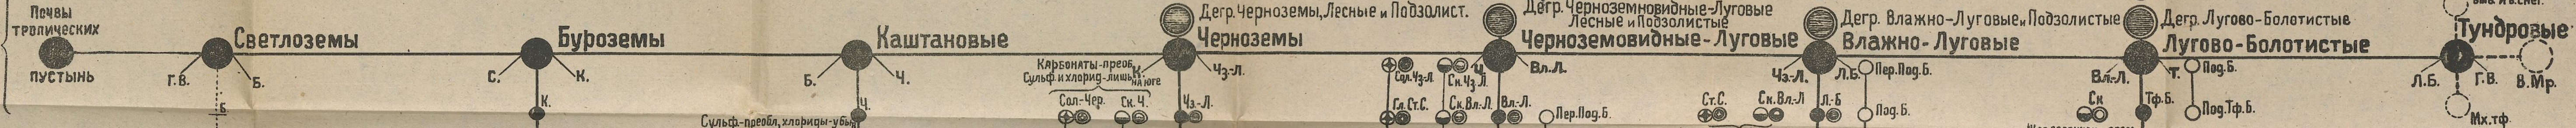 Почвы
тропических
пустынь
Светлоземы
Г.В.
Б.
Б.
Буроземы
С.
К.
К.
Каштановые
Б.
Ч.
Ч.
Сульф.-преобл., хлориды-убы
Дегр. Черноземы, Лесные и Подзолист.
Черноземы
Карбонаты-преоб.
Сульф. и хлорид-лишь
на юге
К.
Чз-Л.
Сол-Чер.
Ск. Ч.
Чз.-Л.
Дегр. Черноземновидные-Луговые
Лесные и Подзолистые
Черноземовидные-Луговые
Сол. Чз-Л.
Ск. Чз. Л.
Ч.
Вл.Л.
Гл. Ст. С.
Ск. Вл.-Л.
Вл.-Л.
Пер. Под. Б.
Дегр. Влажно-Луговые и Подзолистые
Влажно-Луговые
Чз.-Л.
Л.Б.
Пер. Под. Б.
Ст. С.
Ск. Вл.-Л
Л.-Б
Под. Б.
Дегр. Лугово-Болотистые
Лугово-Болотистые
Вл.-Л.
Т.
Под. Б.
Ск
Тф. Б.
Под. Тф. Б.
Тундровые
Л.Б.
Г.В.
В. Мр.
Мх. тф